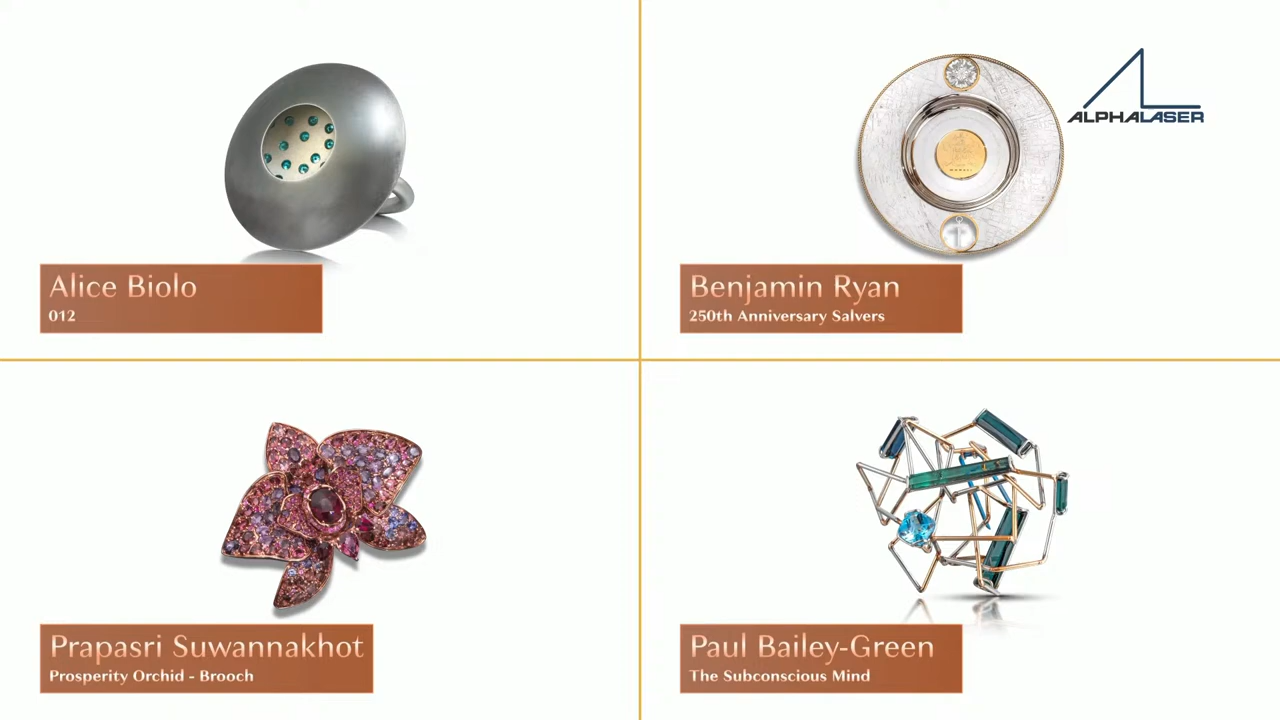 ALPHALASER
Alice Biolo
012
Benjamin Ryan
250th Anniversary Salvers
Prapasri Suwannakhot
Prosperity Orchid - Brooch
Paul Bailey-Green
The Subconscious Mind